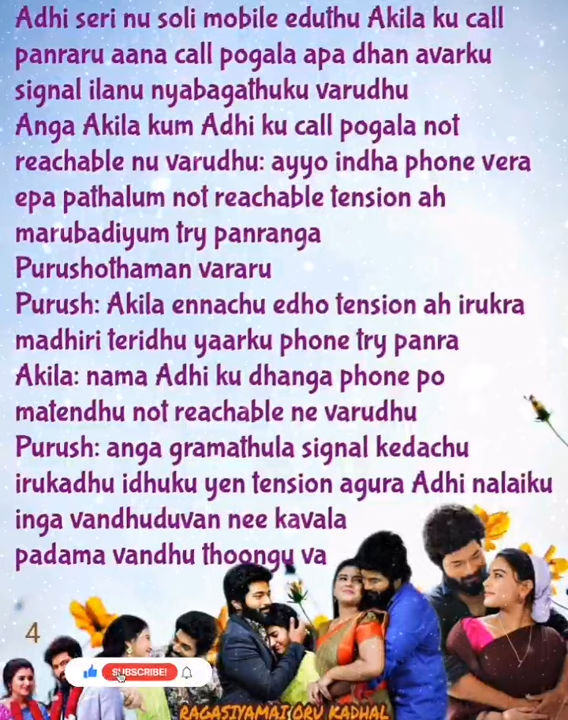 Adhi seri nu soli mobile eduthu Akila ku call
panraru aana call pogala apa dhan avarku
signal ilanu nyabagathuku varudhu
Anga Akila kum Adhi ku call pogala not
reachable nu varudhu: ayyo indha phone vera
epa pathalum not reachable tension ah
marubadiyum try panranga
Purushothaman vararu
Purush: Akila ennachu edho tension ah irukra
madhiri teridhu yaarku phone try panra
Akila: nama Adhi ku dhanga phone po
matendhu not reachable ne varudhu
Purush: anga gramathula signal kedachu
irukadhu idhuku yen tension agura Adhi nalaiku
inga vandhuduvan nee kavala
padama vandhu thoongu va
4
SUBSCRIBE!
RAGASIYAMAI ORU KADHAL